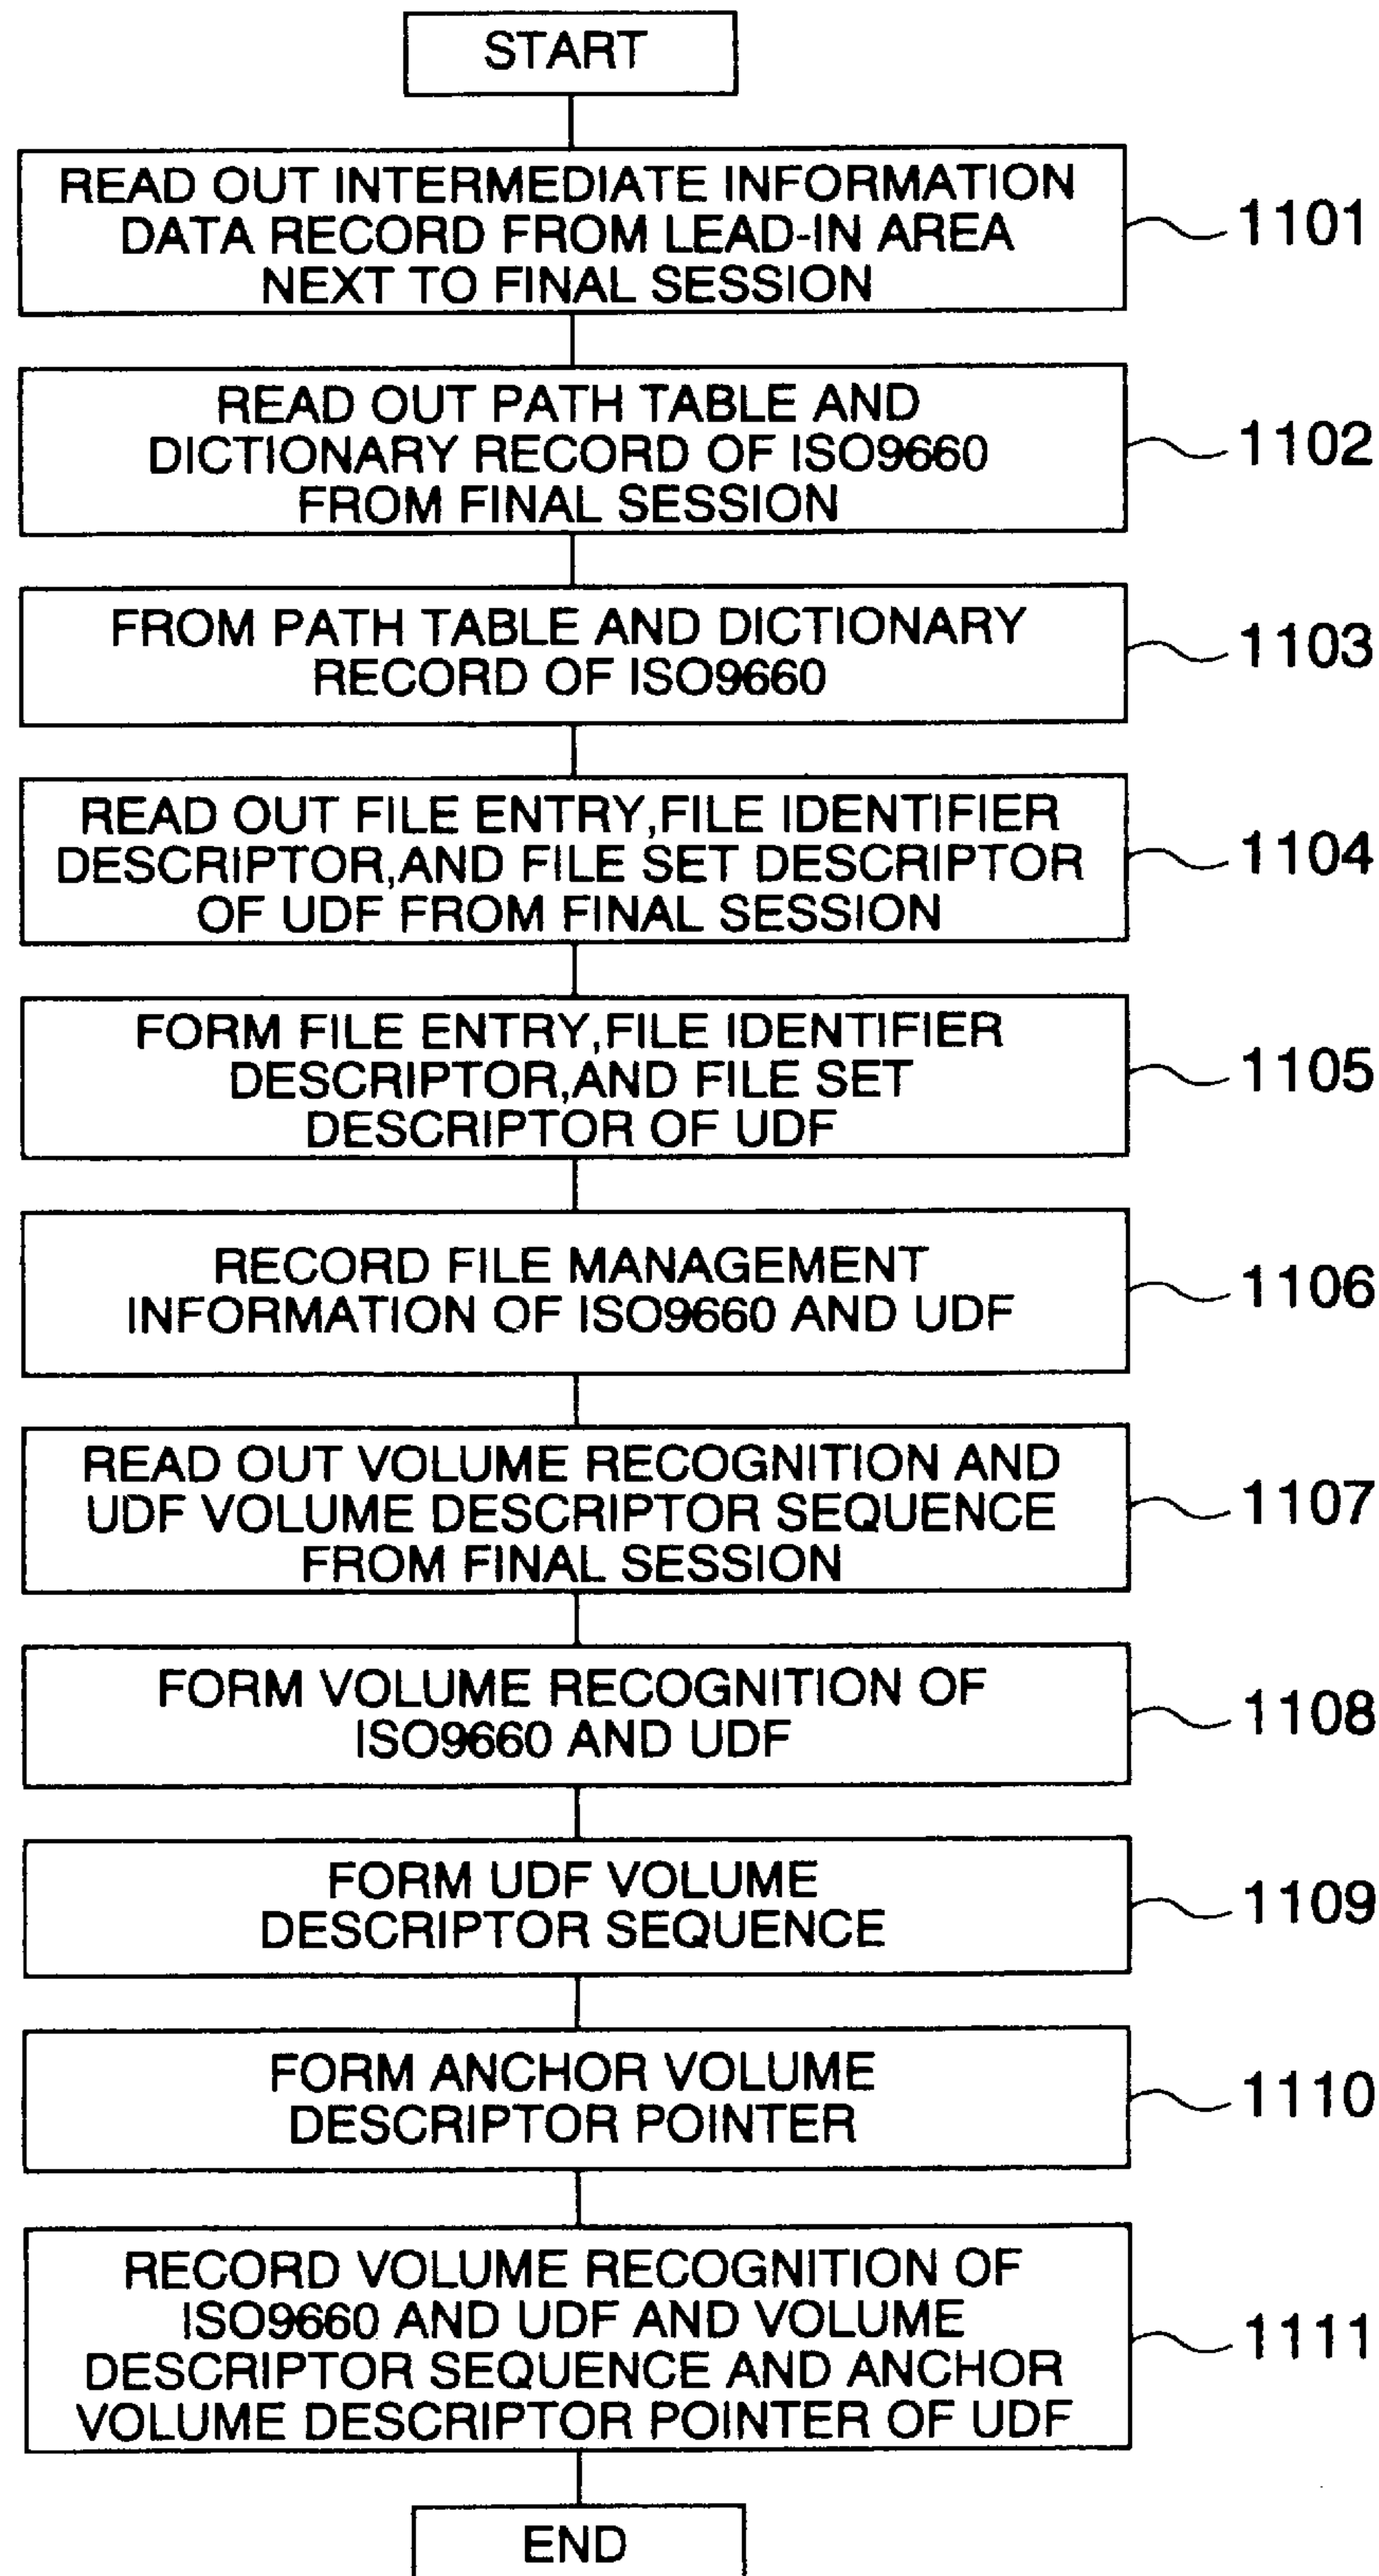 START
READ OUT INTERMEDIATE INFORMATION
DATA RECORD FROM LEAD-IN AREA
NEXT TO FINAL SESSION
1101
READ OUT PATH TABLE AND
DICTIONARY RECORD OF ISO9660
FROM FINAL SESSION
1102
FROM PATH TABLE AND DICTIONARY
RECORD OF ISO9660
1103
READ OUT FILE ENTRY,FILE IDENTIFIER
DESCRIPTOR,AND FILE SET DESCRIPTOR
OF UDF FROM FINAL SESSION
1104
FORM FILE ENTRY,FILE IDENTIFIER
DESCRIPTOR,AND FILE SET
DESCRIPTOR OF UDF
1105
RECORD FILE MANAGEMENT
INFORMATION OF ISO9660 AND UDF
1106
READ OUT VOLUME RECOGNITION AND
UDF VOLUME DESCRIPTOR SEQUENCE
FROM FINAL SESSION
1107
FORM VOLUME RECOGNITION OF
ISO9660 AND UDF
1108
FORM UDF VOLUME
DESCRIPTOR SEQUENCE
1109
FORM ANCHOR VOLUME
DESCRIPTOR POINTER
1110
RECORD VOLUME RECOGNITION OF
ISO9660 AND UDF AND VOLUME
DESCRIPTOR SEQUENCE AND ANCHOR
VOLUME DESCRIPTOR POINTER OF UDF
1111
END